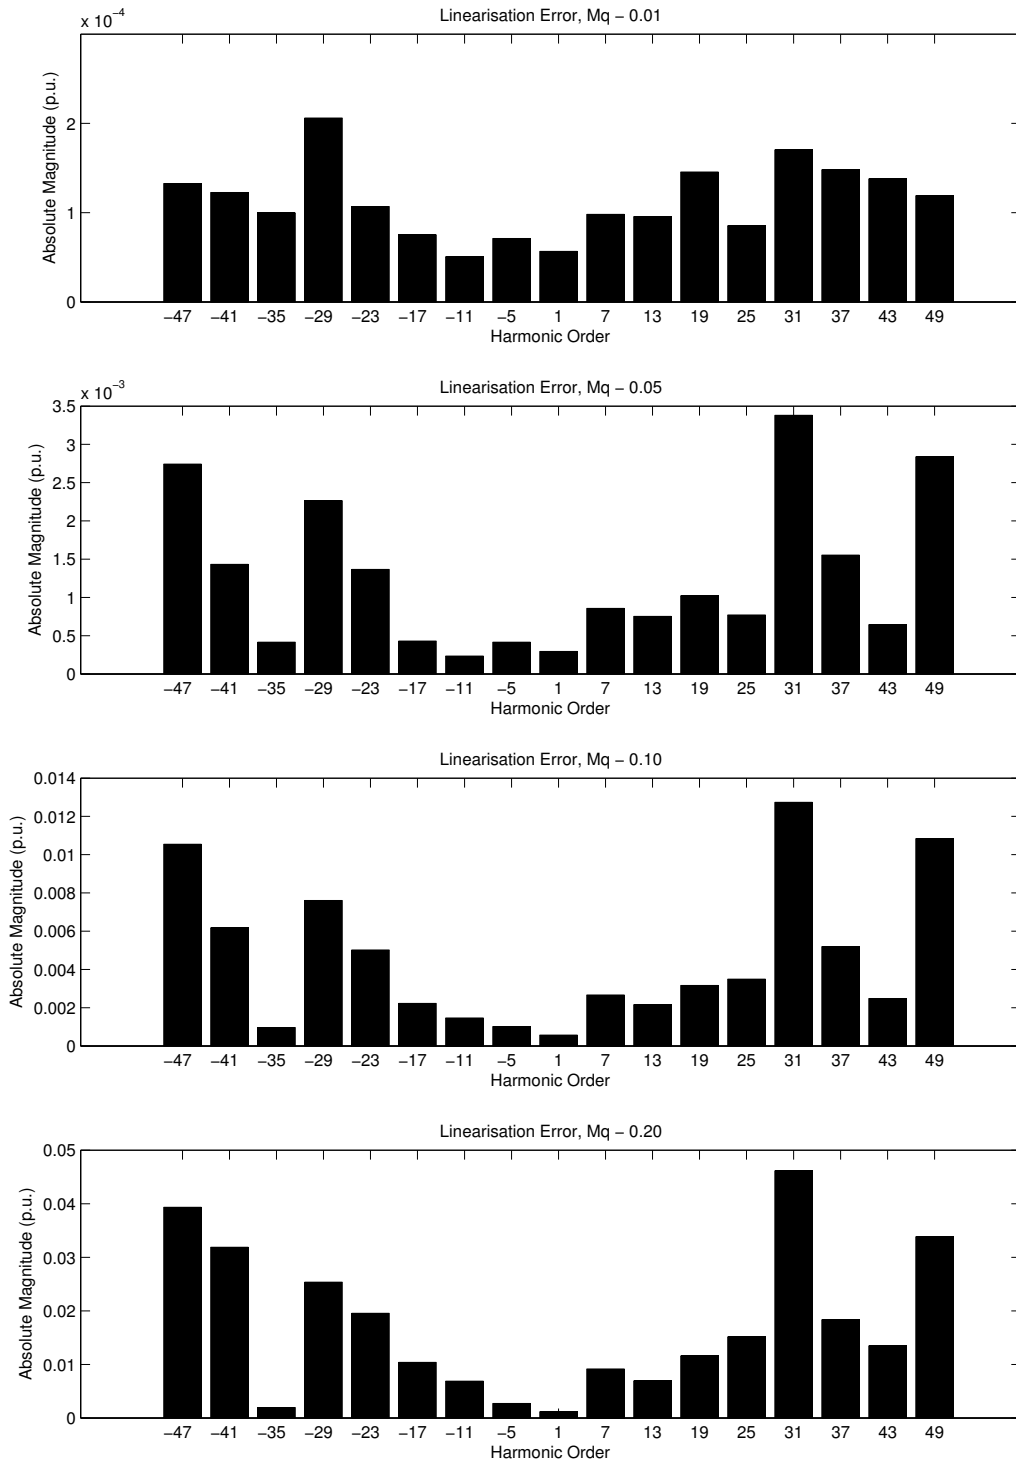 Linearisation Error, Mq − 0.01
x 10−4
Absolute Magnitude (p.u.)
2
1
0
−47 −41 −35 −29 −23 −17 −11 −5 1 7 13 19 25 31 37 43 49
Harmonic Order
Linearisation Error, Mq − 0.05
x 10−3
Absolute Magnitude (p.u.)
3.5
3
2.5
2
1.5
1
0.5
0
−47 −41 −35 −29 −23 −17 −11 −5 1 7 13 19 25 31 37 43 49
Harmonic Order
Linearisation Error, Mq − 0.10
Absolute Magnitude (p.u.)
0.014
0.012
0.01
0.008
0.006
0.004
0.002
0
−47 −41 −35 −29 −23 −17 −11 −5 1 7 13 19 25 31 37 43 49
Harmonic Order
Linearisation Error, Mq − 0.20
Absolute Magnitude (p.u.)
0.05
0.04
0.03
0.02
0.01
0
−47 −41 −35 −29 −23 −17 −11 −5 1 7 13 19 25 31 37 43 49
Harmonic Order